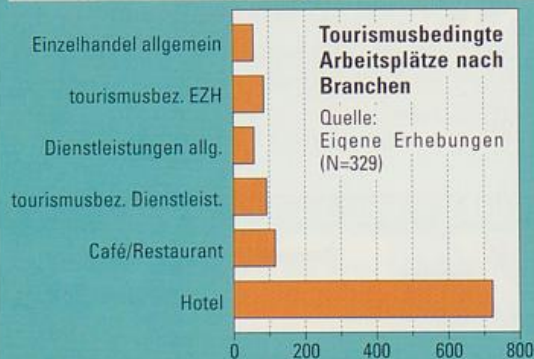 Tourismusbedingte
Arbeitsplätze nach
Branchen
Quelle:
Eigene Erhebungen
(N=329)
Einzelhandel allgemein
tourismusbez. EZH
Dienstleistungen allg.
tourismusbez. Dienstleist.
Café/Restaurant
Hotel
0 200 400 600 800